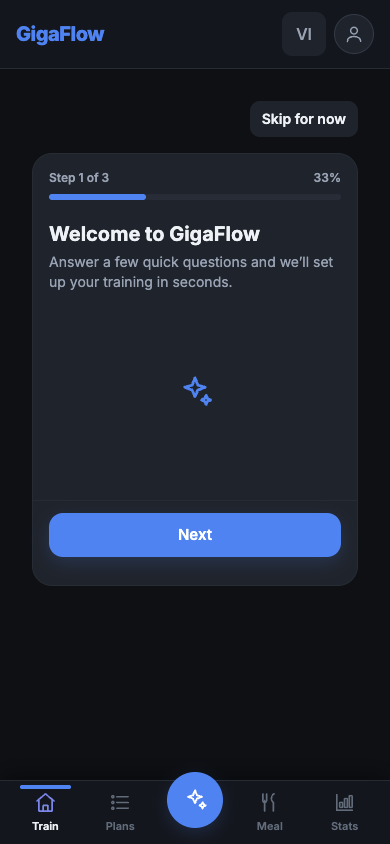 GigaFlow
VI
Skip for now
Step 1 of 3
33%
Welcome to GigaFlow
Answer a few quick questions and we’ll set
up your training in seconds.
Next
Train
Plans
Meal
Stats